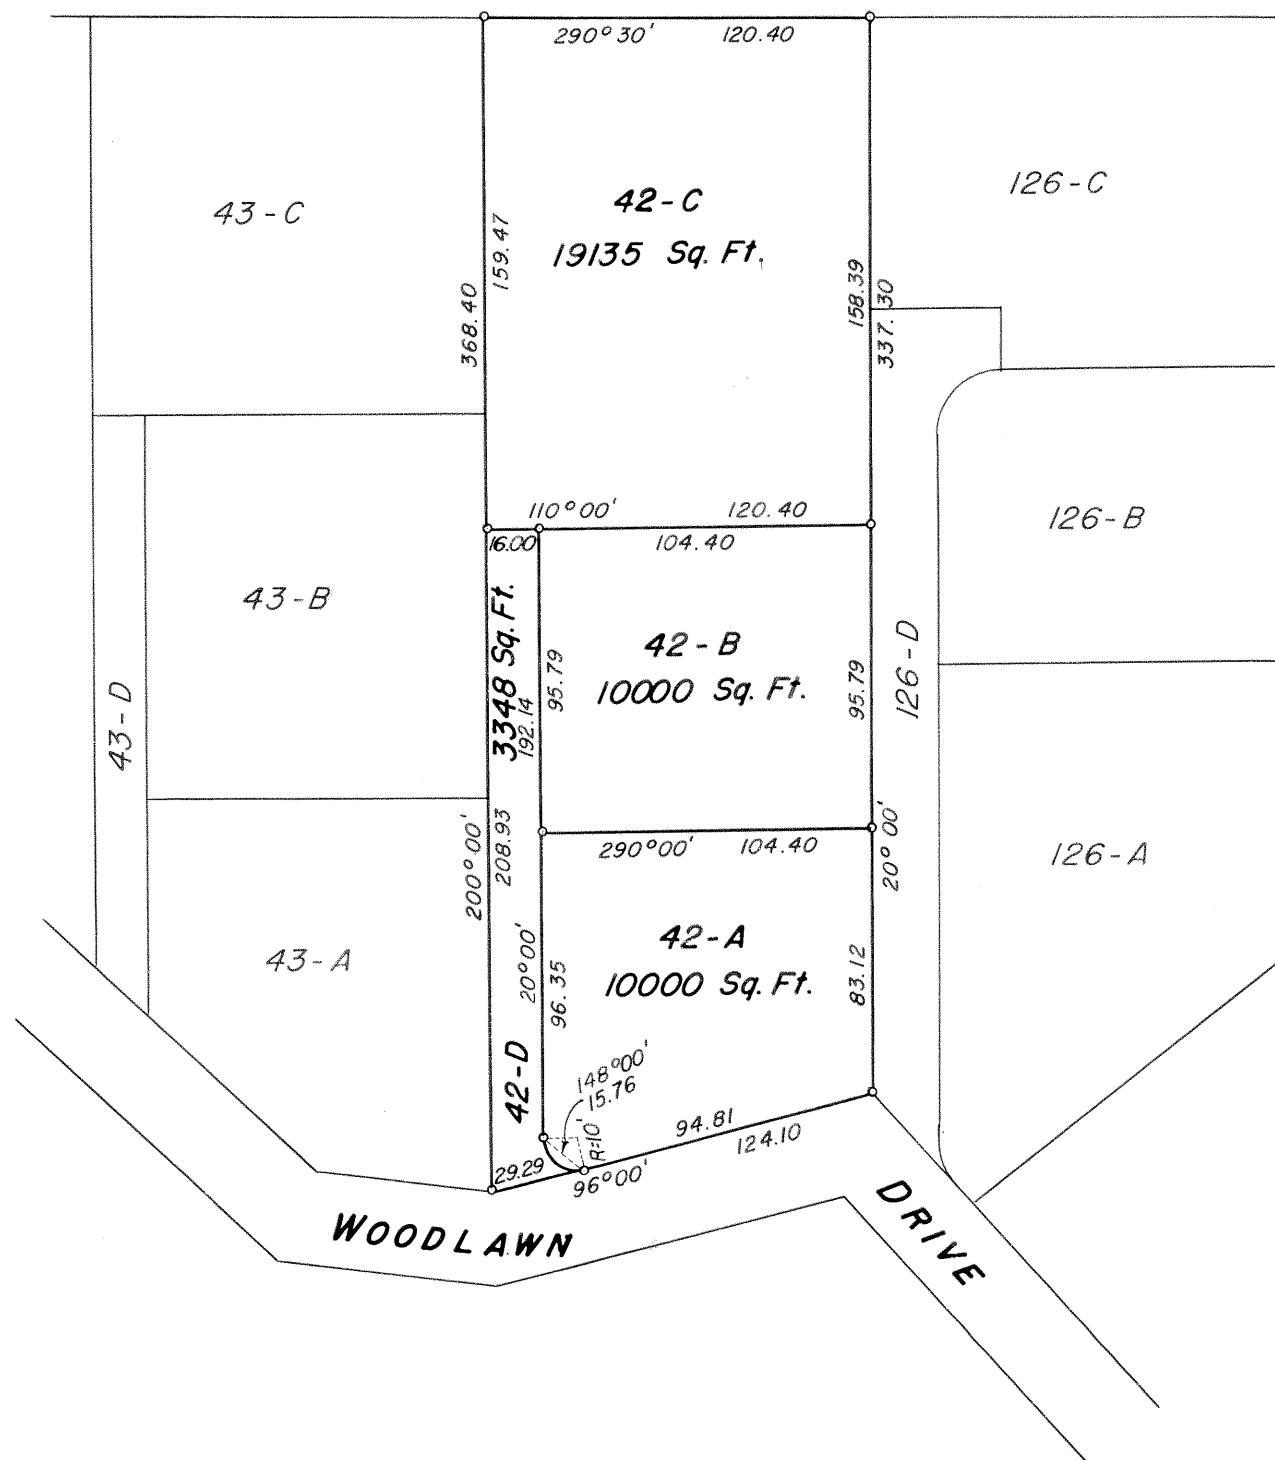 290°30' 120.40
43-C
42-C
19135 Sq. Ft.
126-C
159.47
368.40
158.39
337.30
110°00' 120.40
16.00
104.40
126-B
43-B
3348 Sq. Ft.
192.14
95.79
42-B
10000 Sq. Ft.
95.79
126-D
43-D
200°00'
208.93
290°00' 104.40
20°00'
126-A
43-A
20°00'
96.35
42-A
10000 Sq. Ft.
83.12
42-D
148°00'
15.76
R=10'
94.81
124.10
29.29
96°00'
WOODLAWN DRIVE